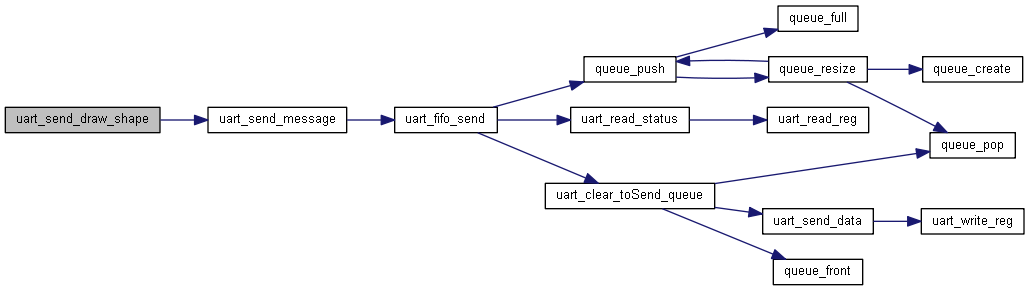 queue_full
queue_push
queue_resize
queue_create
uart_send_draw_shape
uart_send_message
uart_fifo_send
uart_read_status
uart_read_reg
queue_pop
uart_clear_toSend_queue
uart_send_data
uart_write_reg
queue_front